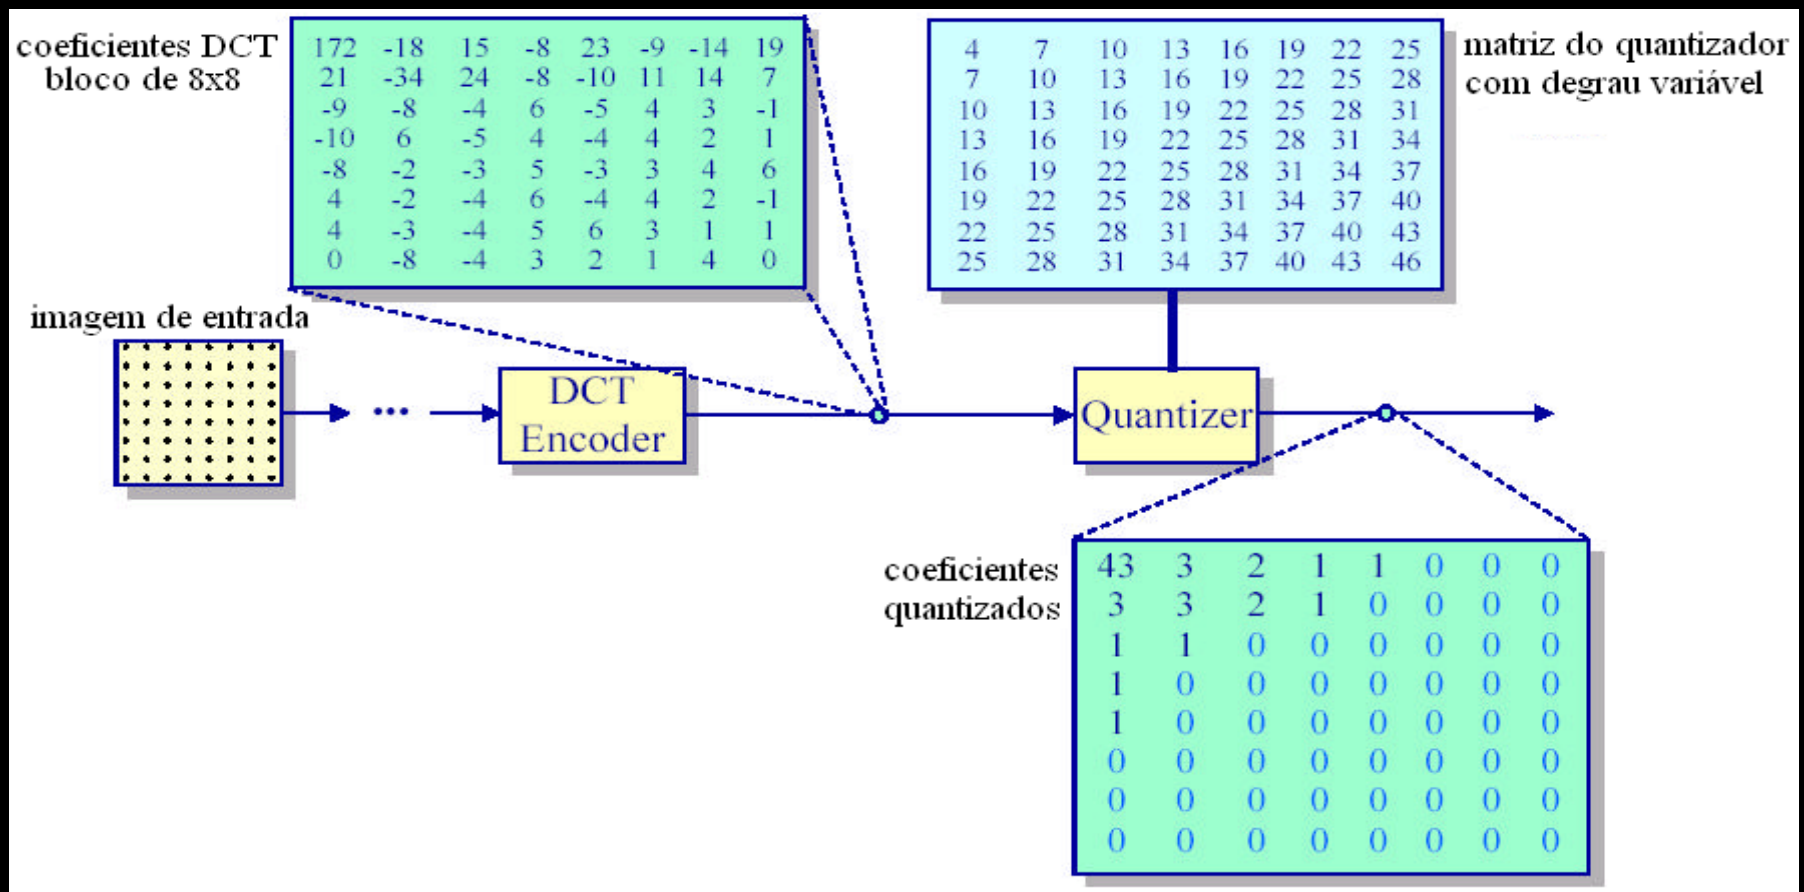 coeficientes DCT
bloco de 8x8
172 -18 15 -8 23 -9 -14 19
21 -34 24 -8 -10 11 14 7
-9 -8 -4 6 -5 4 3 -1
-10 6 -5 4 -4 4 2 1
-8 -2 -3 5 -3 3 4 6
4 -2 -4 6 -4 4 2 -1
4 -3 -4 5 6 3 1 1
0 -8 -4 3 2 1 4 0
4 7 10 13 16 19 22 25
7 10 13 16 19 22 25 28
10 13 16 19 22 25 28 31
13 16 19 22 25 28 31 34
16 19 22 25 28 31 34 37
19 22 25 28 31 34 37 40
22 25 28 31 34 37 40 43
25 28 31 34 37 40 43 46
matriz do quantizador
com degrau variável
imagem de entrada
...
DCT
Encoder
Quantizer
coeficientes
quantizados
43 3 2 1 1 0 0 0
3 3 2 1 0 0 0 0
1 1 0 0 0 0 0 0
1 0 0 0 0 0 0 0
1 0 0 0 0 0 0 0
0 0 0 0 0 0 0 0
0 0 0 0 0 0 0 0
0 0 0 0 0 0 0 0